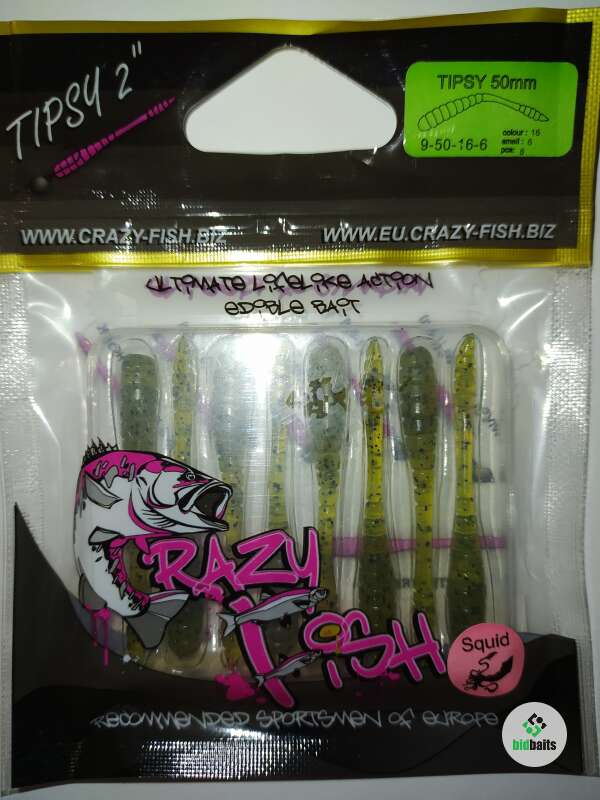 TIPSY 2"
TIPSY 50mm
9-50-16-6
colour : 16
smell : 6
pcs: 8
WWW.CRAZY-FISH.BIZ
WWW.EU.CRAZY-FISH.BIZ
ULTIMATE LIFELIKE ACTION
EDIBLE BAIT
CRAZY
FISH
Squid
RECOMMENDED SPORTSMEN OF EUROPE
bidbaits